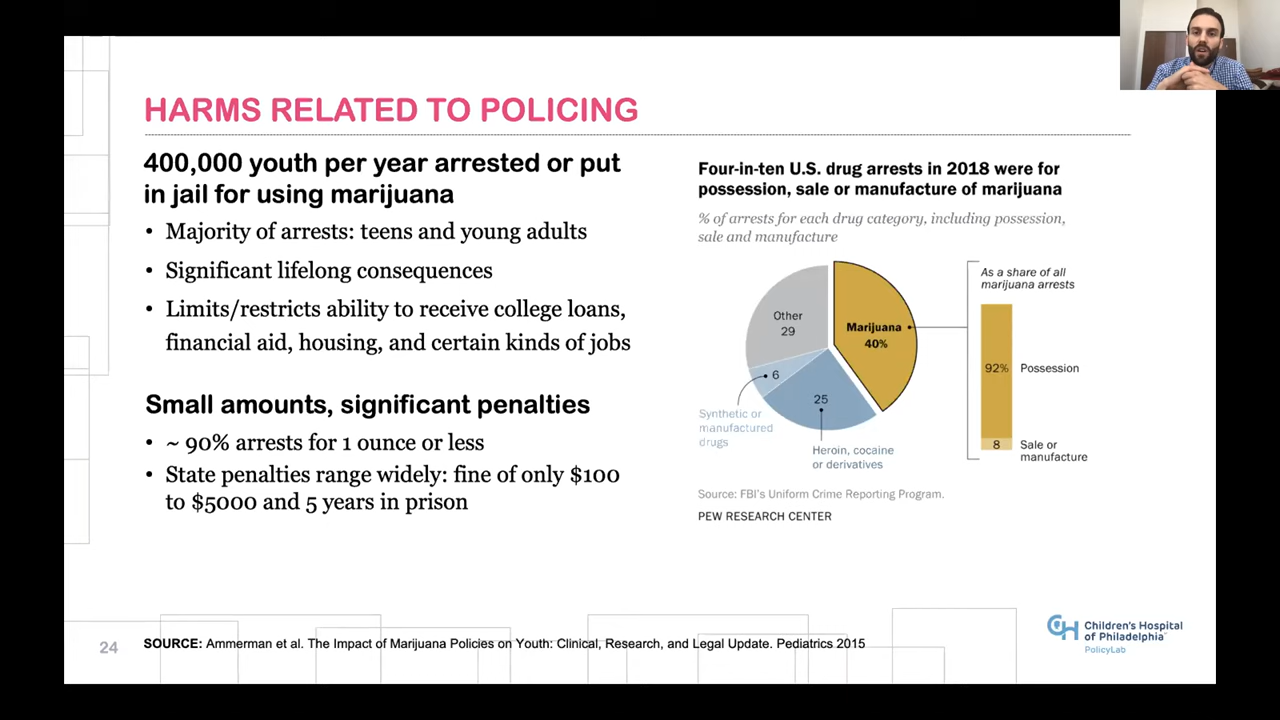 HARMS RELATED TO POLICING
400,000 youth per year arrested or put
in jail for using marijuana
• Majority of arrests: teens and young adults
• Significant lifelong consequences
• Limits/restricts ability to receive college loans,
financial aid, housing, and certain kinds of jobs
Small amounts, significant penalties
• ~ 90% arrests for 1 ounce or less
• State penalties range widely: fine of only $100
to $5000 and 5 years in prison
Four-in-ten U.S. drug arrests in 2018 were for
possession, sale or manufacture of marijuana
% of arrests for each drug category, including possession,
sale and manufacture
Other
29
Marijuana
40%
6
25
Synthetic or
manufactured
drugs
Heroin, cocaine
or derivatives
As a share of all
marijuana arrests
92% Possession
8 Sale or
manufacture
Source: FBI's Uniform Crime Reporting Program.
PEW RESEARCH CENTER
24
SOURCE: Ammerman et al. The Impact of Marijuana Policies on Youth: Clinical, Research, and Legal Update. Pediatrics 2015
CH Children's Hospital
of Philadelphia™
PolicyLab